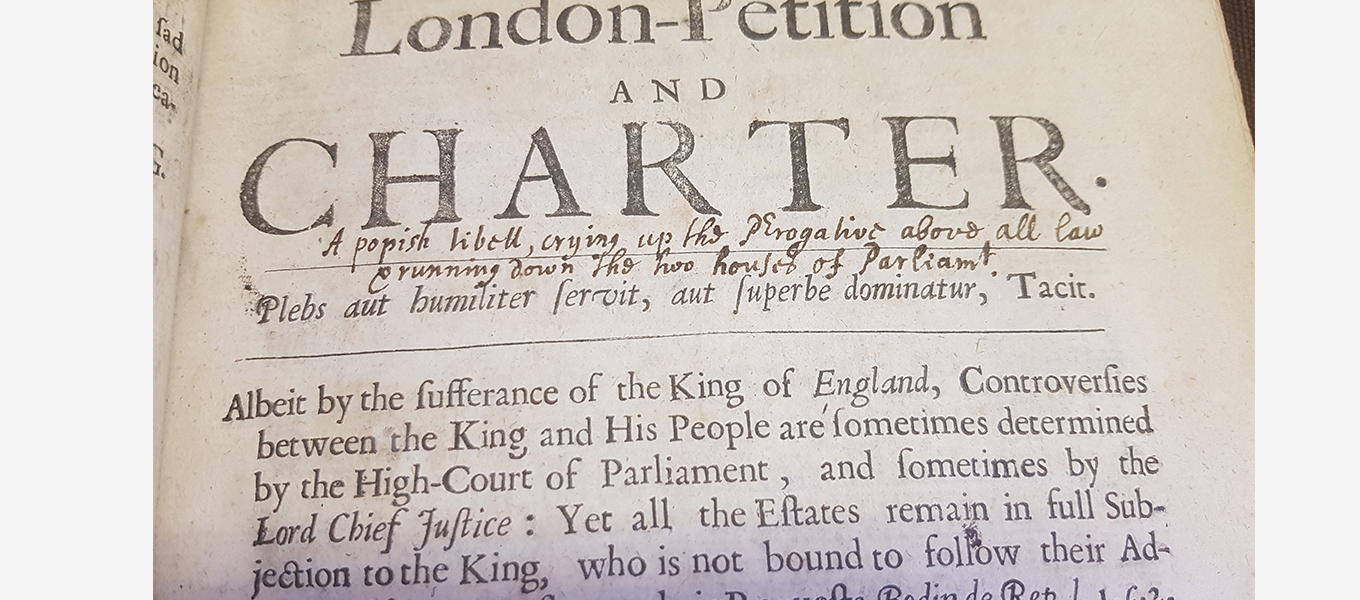 ſad
ion
ca-
London-Petition
AND
CHARTER.
A popish libell, crying up the PErogative above all law
& running down the two houses of Parliamt.
Plebs aut humiliter ſervit, aut ſuperbe dominatur, Tacit.
Albeit by the ſufferance of the King of England, Controverſies
between the King and His People are ſometimes determined
by the High-Court of Parliament, and ſometimes by the
Lord Chief Juſtice: Yet all the Eſtates remain in full Sub-
jection to the King, who is not bound to follow their Ad-